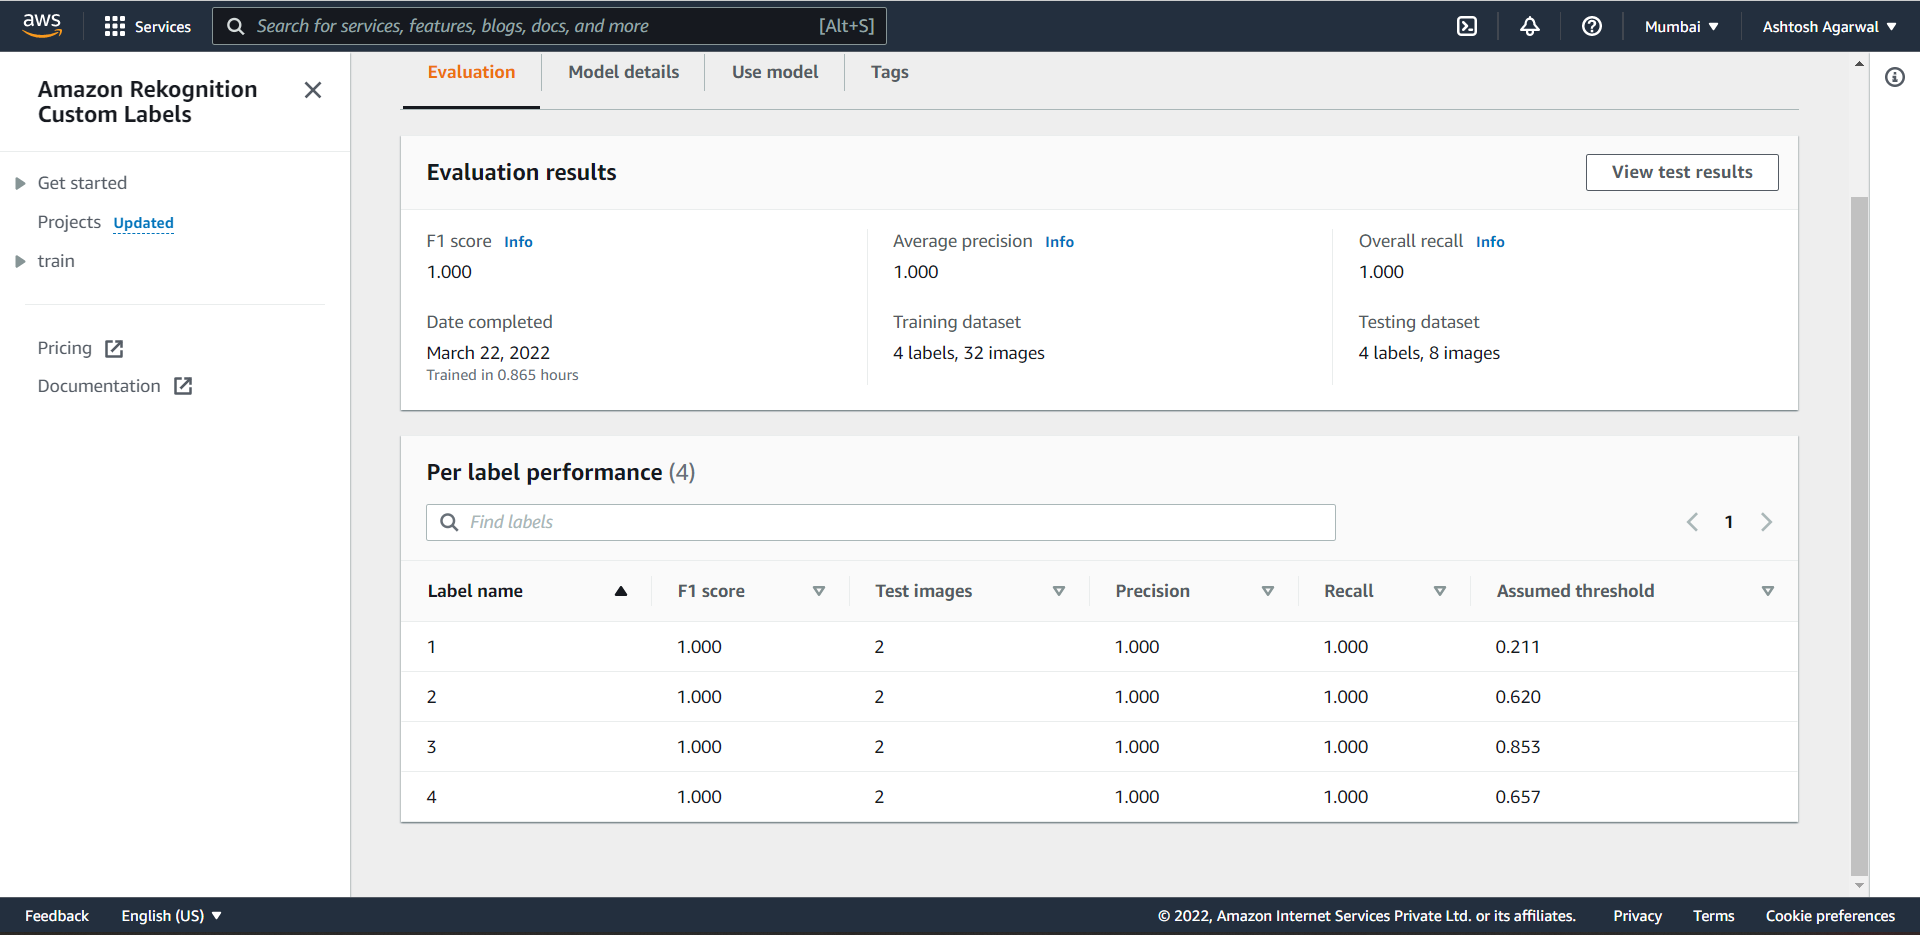 aws Services Search for services, features, blogs, docs, and more [Alt+S] Mumbai Ashtosh Agarwal
Amazon Rekognition
Custom Labels
Get started
Projects Updated
train
Pricing
Documentation
Evaluation Model details Use model Tags
Evaluation results View test results
F1 score Info Average precision Info Overall recall Info
1.000 1.000 1.000
Date completed Training dataset Testing dataset
March 22, 2022 4 labels, 32 images 4 labels, 8 images
Trained in 0.865 hours
Per label performance (4)
Find labels 1
Label name F1 score Test images Precision Recall Assumed threshold
1 1.000 2 1.000 1.000 0.211
2 1.000 2 1.000 1.000 0.620
3 1.000 2 1.000 1.000 0.853
4 1.000 2 1.000 1.000 0.657
Feedback English (US) © 2022, Amazon Internet Services Private Ltd. or its affiliates. Privacy Terms Cookie preferences